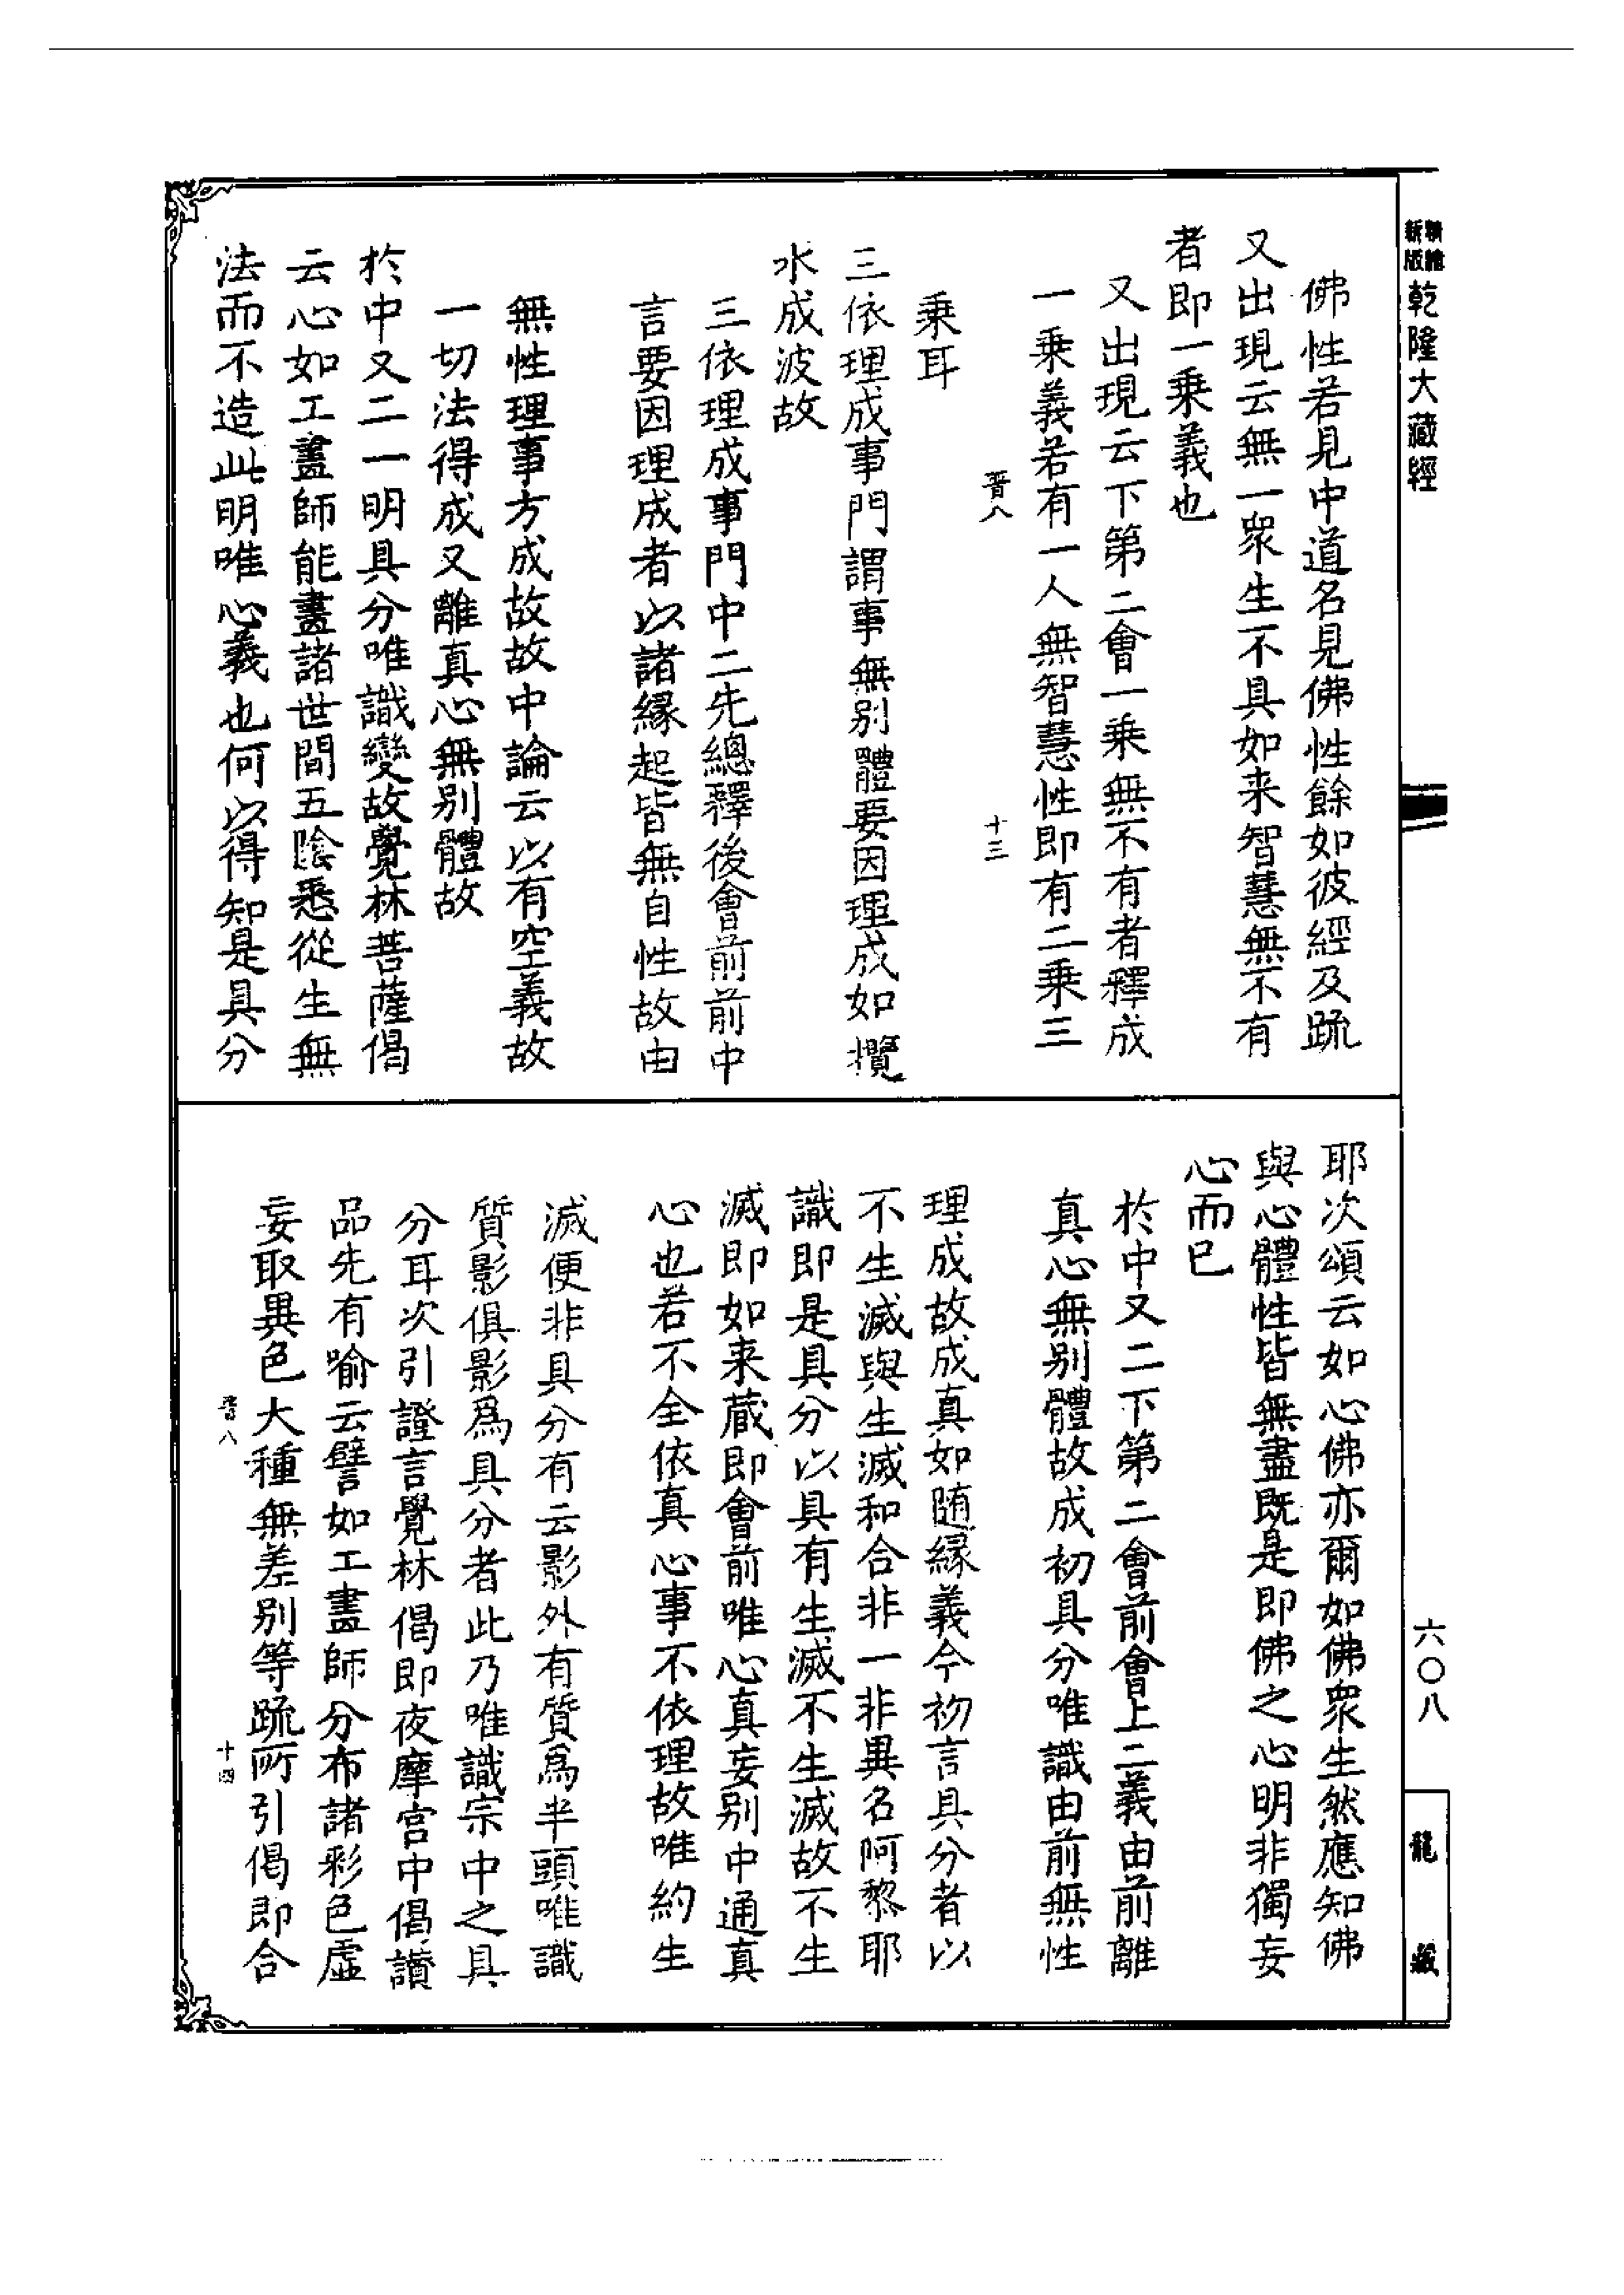 新版
精證
乾隆大藏經
佛性若見中道名見佛性餘如彼經及疏
又出現云無一眾生不具如来智慧無不有
者即一乗義也
又出現云下第二會一乗無不有者釋成
一乗義若有一人無智慧性即有二乗三
晋八
十三
乗耳
三依理成事門謂事無别體要因理成如攬
水成波故
三依理成事門中二先總釋後會前前中
言要因理成者以諸緣起皆無自性故由
無性理事方成故故中論云以有空義故
一切法得成又離真心無别體故
於中又二一明具分唯識變故覺林菩薩偈
云心如工畫師能畫諸世間五陰悉從生無
法而不造此明唯心義也何以得知是具分
耶次頌云如心佛亦爾如佛眾生然應知佛
與心體性皆無盡既是即佛之心明非獨妄
心而已
於中又二下第二會前會上二義由前離
真心無别體故成初具分唯識由前無性
理成故成真如随緣義今初言具分者以
不生滅與生滅和合非一非異名阿黎耶
識即是具分以具有生滅不生滅故不生
滅即如来蔵即會前唯心真妄别中通真
心也若不全依真心事不依理故唯約生
滅便非具分有云影外有質爲半頭唯識
質影俱影爲具分者此乃唯識宗中之具
分耳次引證言覺林偈即夜摩宮中偈讚
品先有喻云譬如工畫師分布諸彩色虛
妄取異色大種無差别等疏所引偈即合
晋八
十四
六〇八
龍藏